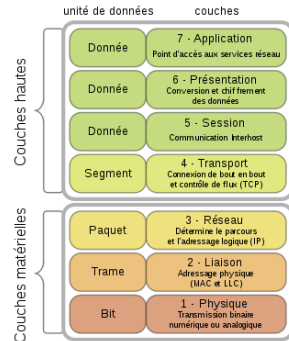 unité de données couches
Couches hautes
Donnée
7 - Application
Point d'accès aux services réseau
Donnée
6 - Présentation
Conversion et chiffrement
des données
Donnée
5 - Session
Communication Interhost
Segment
4 - Transport
Connexion de bout en bout
et contrôle de flux (TCP)
Couches matérielles
Paquet
3 - Réseau
Détermine le parcours
et l'adressage logique (IP)
Trame
2 - Liaison
Adressage physique
(MAC et LLC)
Bit
1 - Physique
Transmission binaire
numérique ou analogique